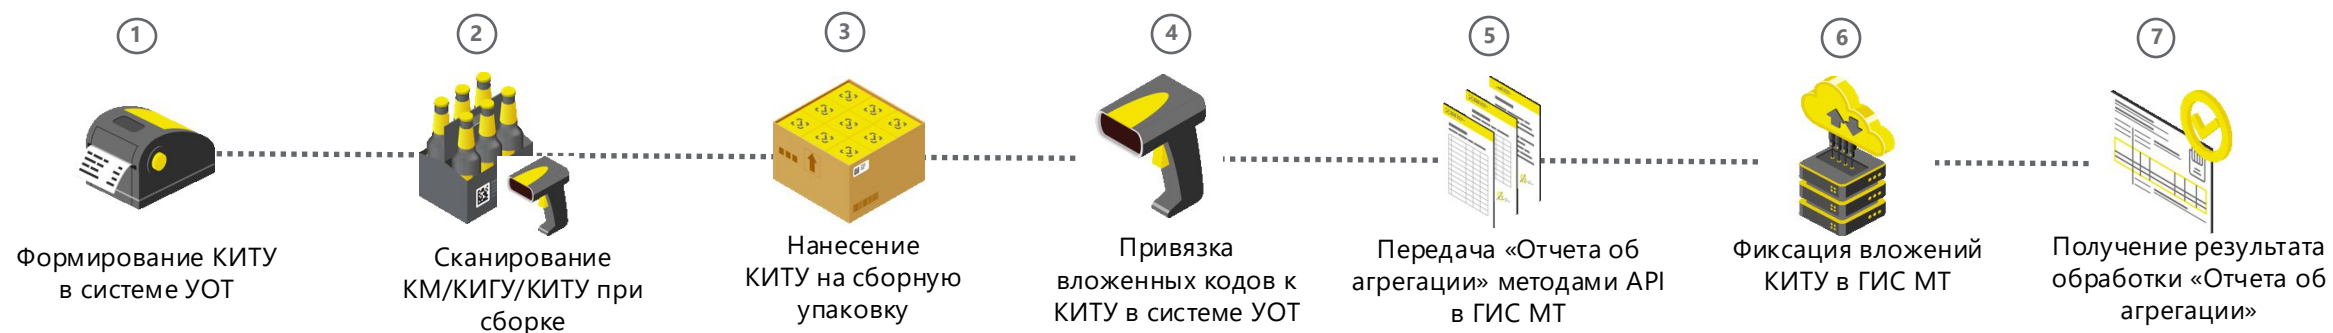 1
Формирование КИТУ
в системе УОТ
2
Сканирование
КМ/КИГУ/КИТУ при
сборке
3
Нанесение
КИТУ на сборную
упаковку
4
Привязка
вложенных кодов к
КИТУ в системе УОТ
5
Передача «Отчета об
агрегации» методами API
в ГИС МТ
6
Фиксация вложений
КИТУ в ГИС МТ
7
Получение результата
обработки «Отчета об
агрегации»